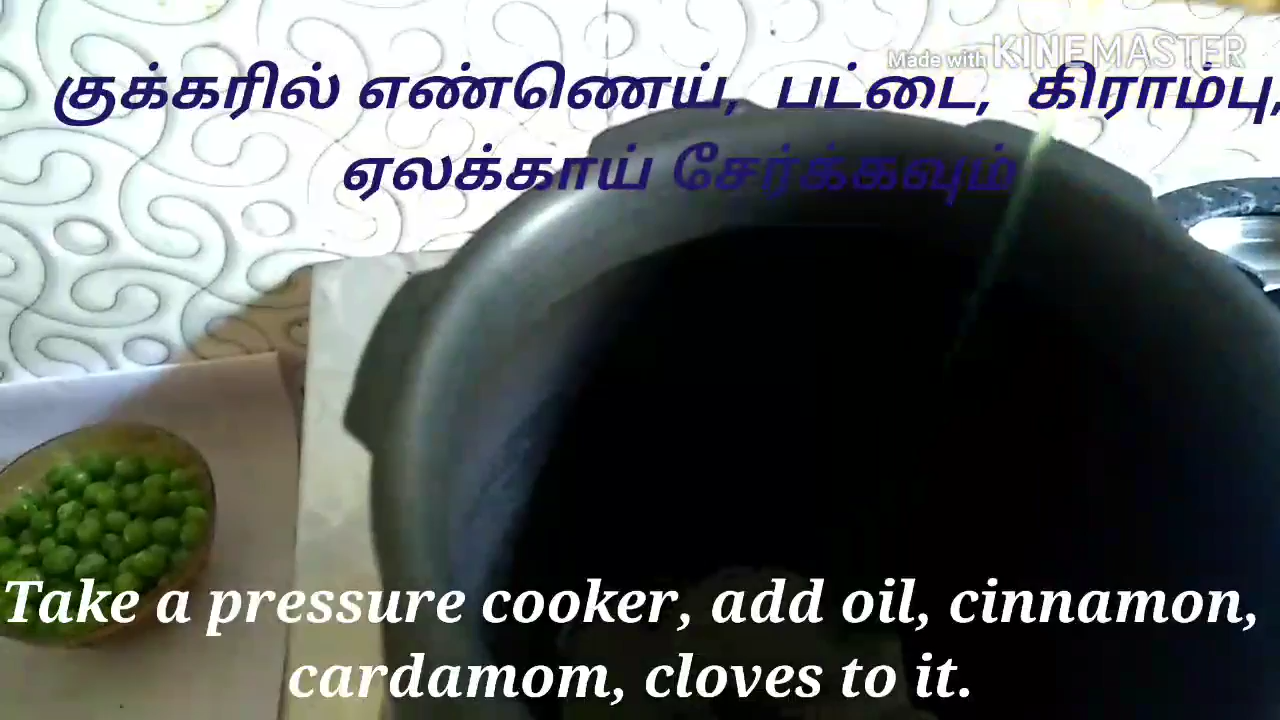 Made with KINEMASTER
குக்கரில் எண்ணெய், பட்டை, கிராம்பு,
ஏலக்காய் சேர்க்கவும்
Take a pressure cooker, add oil, cinnamon,
cardamom, cloves to it.